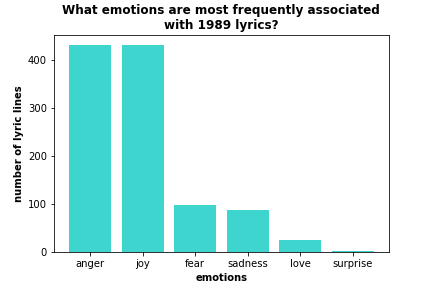 What emotions are most frequently associated
with 1989 lyrics?
number of lyric lines
400
300
200
100
0
anger joy fear sadness love surprise
emotions